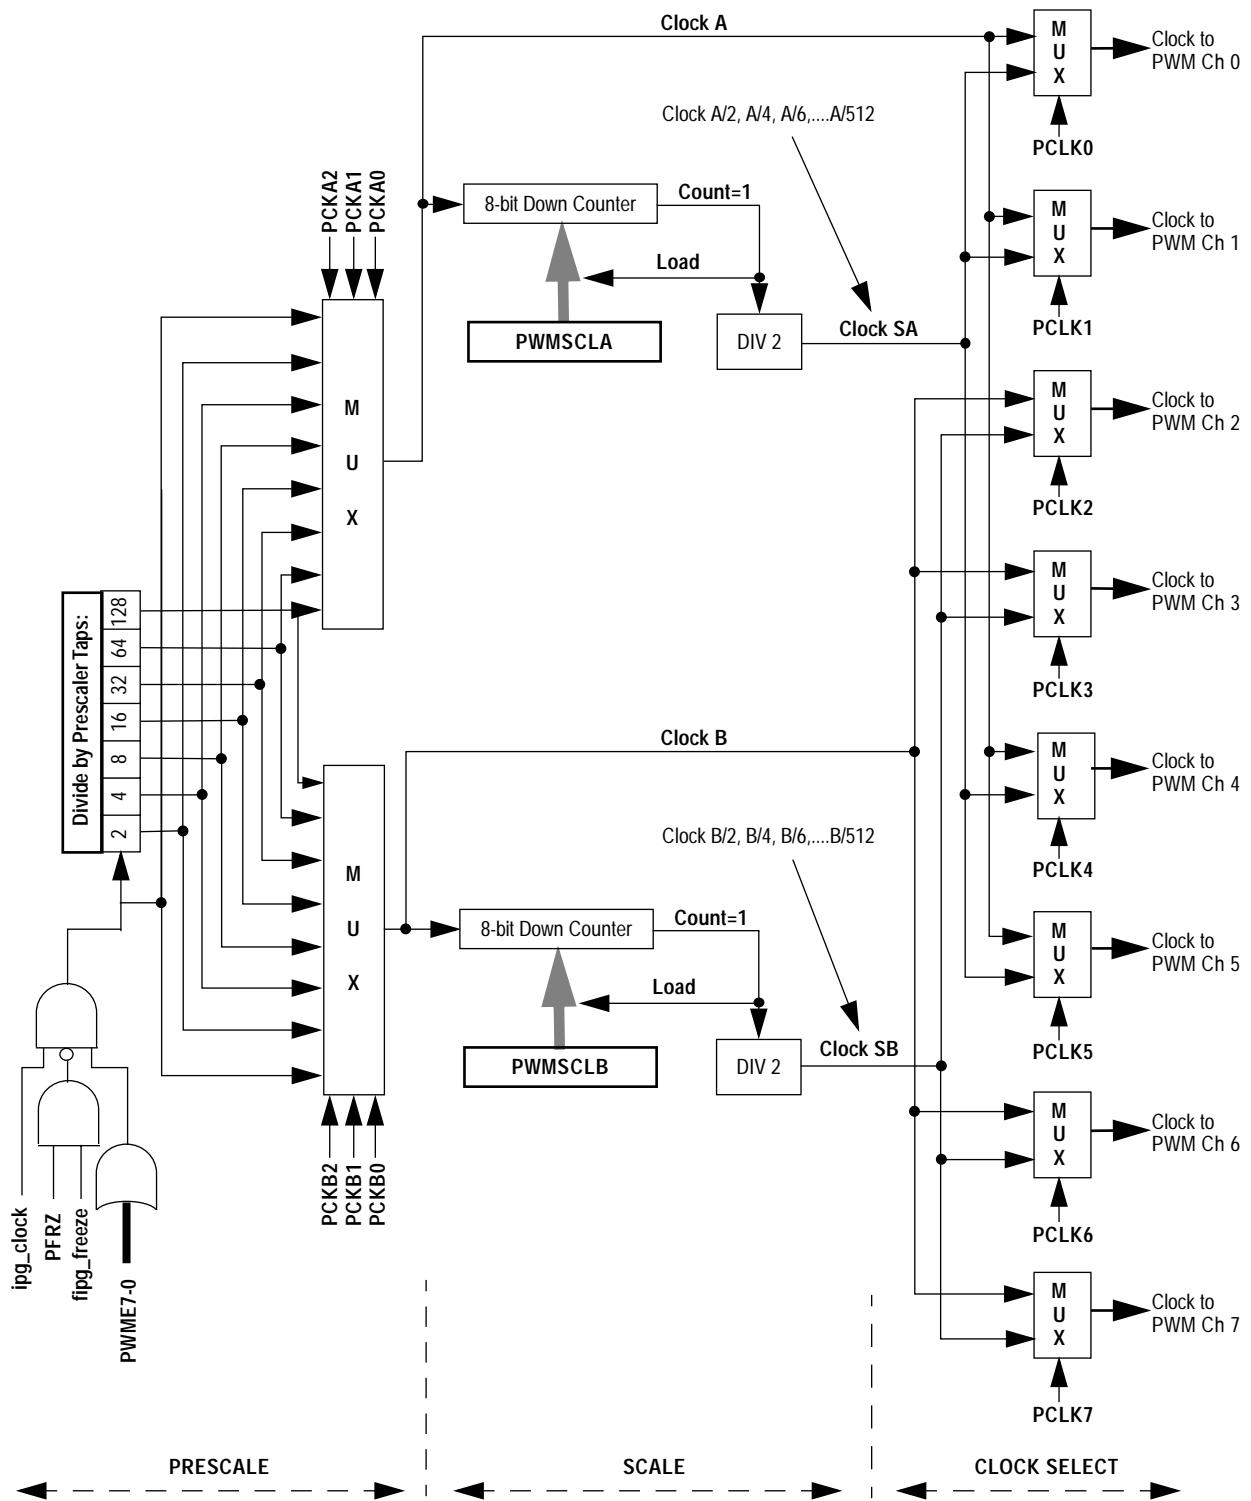 Clock A
M
U
X
Clock to
PWM Ch 0
PCLK0
Clock A/2, A/4, A/6,....A/512
PCKA2
PCKA1
PCKA0
8-bit Down Counter
Count=1
Load
PWMSCLA
DIV 2
Clock SA
M
U
X
Clock to
PWM Ch 1
PCLK1
M
U
X
M
U
X
Clock to
PWM Ch 2
PCLK2
M
U
X
Clock to
PWM Ch 3
PCLK3
Divide by Prescaler Taps:
128
64
32
16
8
4
2
Clock B
M
U
X
Clock to
PWM Ch 4
PCLK4
Clock B/2, B/4, B/6,....B/512
M
U
X
8-bit Down Counter
Count=1
Load
PWMSCLB
DIV 2
Clock SB
M
U
X
Clock to
PWM Ch 5
PCLK5
PCKB2
PCKB1
PCKB0
M
U
X
Clock to
PWM Ch 6
PCLK6
ipg_clock
PFRZ
fipg_freeze
PWME7-0
M
U
X
Clock to
PWM Ch 7
PCLK7
PRESCALE
SCALE
CLOCK SELECT